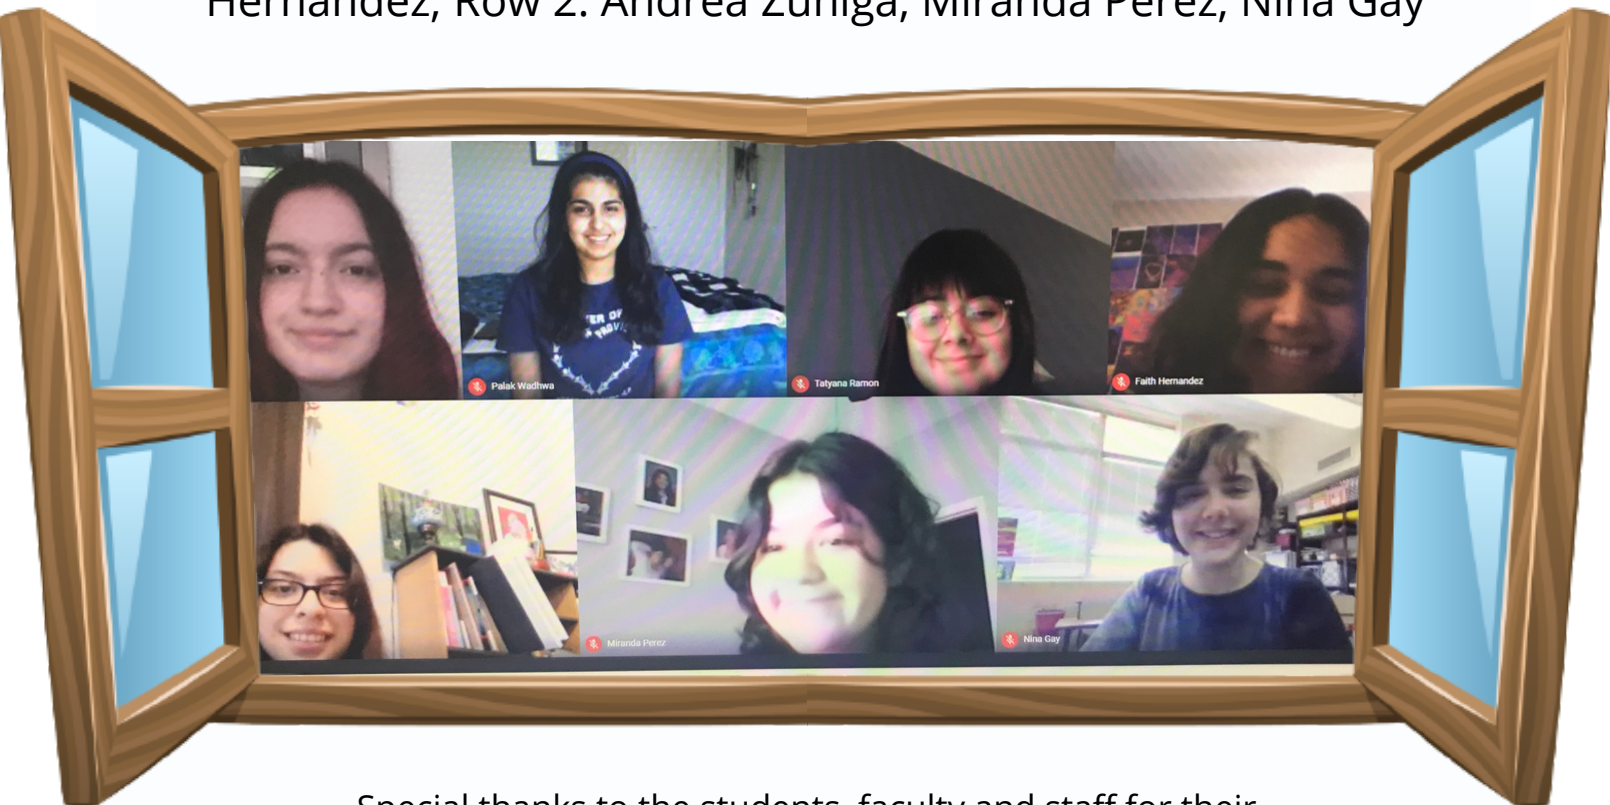 Hernandez, Row 2: Andrea Zuniga, Miranda Perez, Nina Gay
Palak Wadhwa
Tatyana Ramon
Faith Hernandez
Miranda Perez
Nina Gay
Special thanks to the students, faculty and staff for their